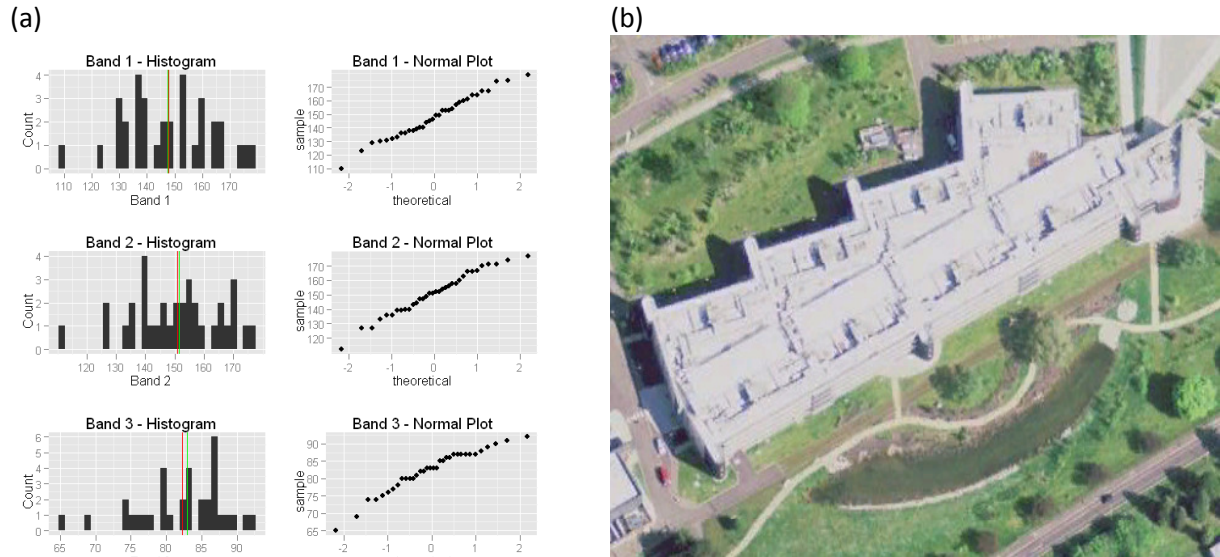 (a)
(b)
Band 1 - Histogram
Band 1 - Normal Plot
Count
4
3
2
1
0
110 120 130 140 150 160 170
Band 1
sample
170
160
150
140
130
120
110
-2 -1 0 1 2
theoretical
Band 2 - Histogram
Band 2 - Normal Plot
Count
4
3
2
1
0
120 130 140 150 160 170
Band 2
sample
170
160
150
140
130
120
-2 -1 0 1 2
theoretical
Band 3 - Histogram
Band 3 - Normal Plot
Count
6
5
4
3
2
1
0
65 70 75 80 85 90
sample
90
85
80
75
70
65
-2 -1 0 1 2